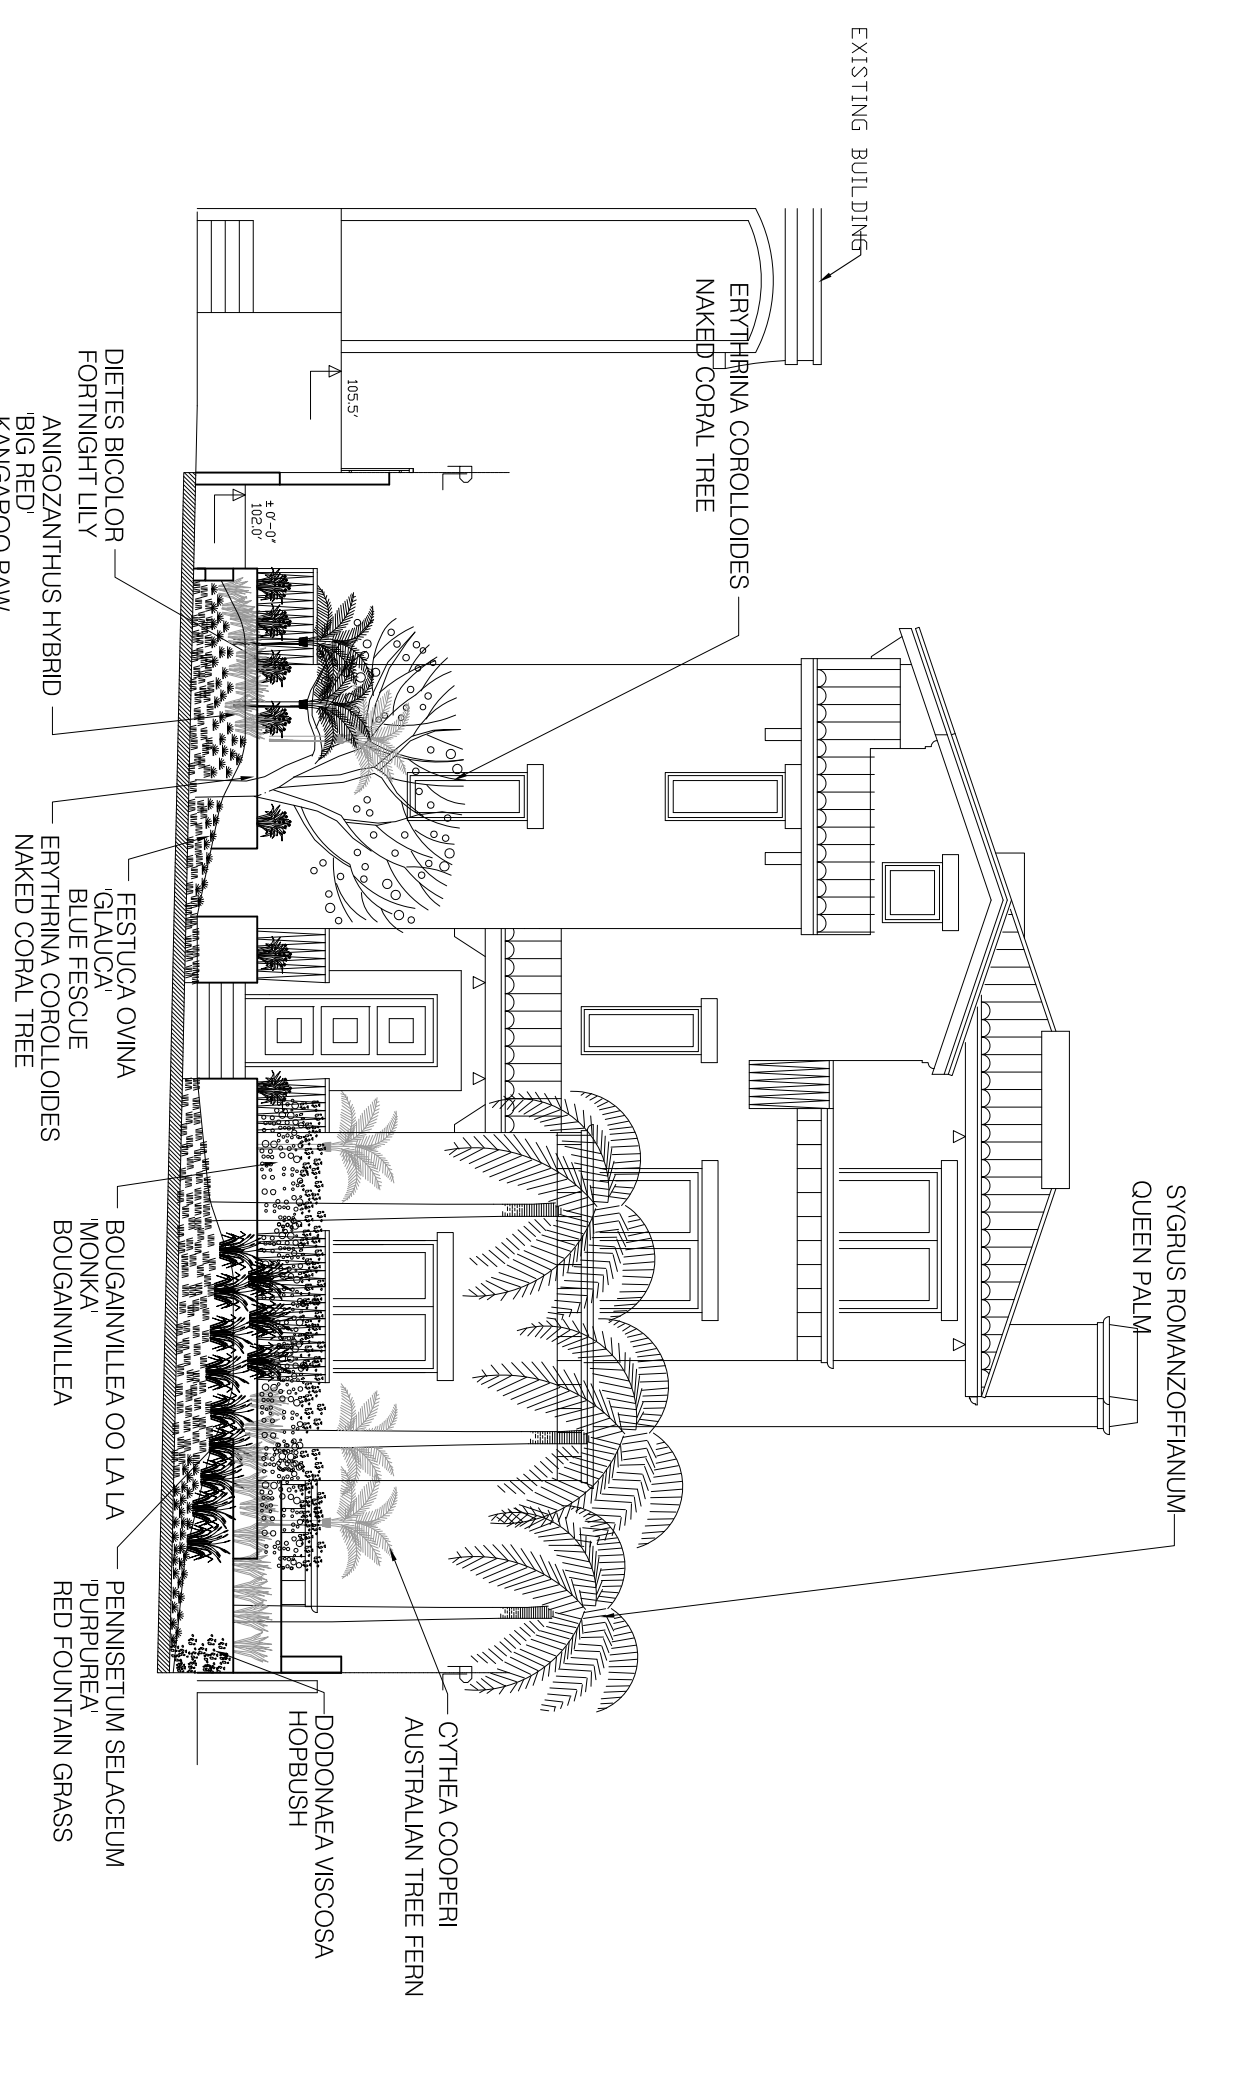 EXISTING BUILDING
ERYTHRINA COROLLOIDES
NAKED CORAL TREE
SYGRUS ROMANZOFFIANUM
QUEEN PALM
105.5'
±0'-0"
102.0'
CYTHEA COOPERI
AUSTRALIAN TREE FERN
DODONAEA VISCOSA
HOPBUSH
DIETES BICOLOR
FORTNIGHT LILY
ANIGOZANTHUS HYBRID
'BIG RED'
KANGAROO PAW
FESTUCA OVINA
'GLAUCA'
BLUE FESCUE
ERYTHRINA COROLLOIDES
NAKED CORAL TREE
BOUGAINVILLEA OO LA LA
'MONKA'
BOUGAINVILLEA
PENNISETUM SELACEUM
'PURPUREA'
RED FOUNTAIN GRASS